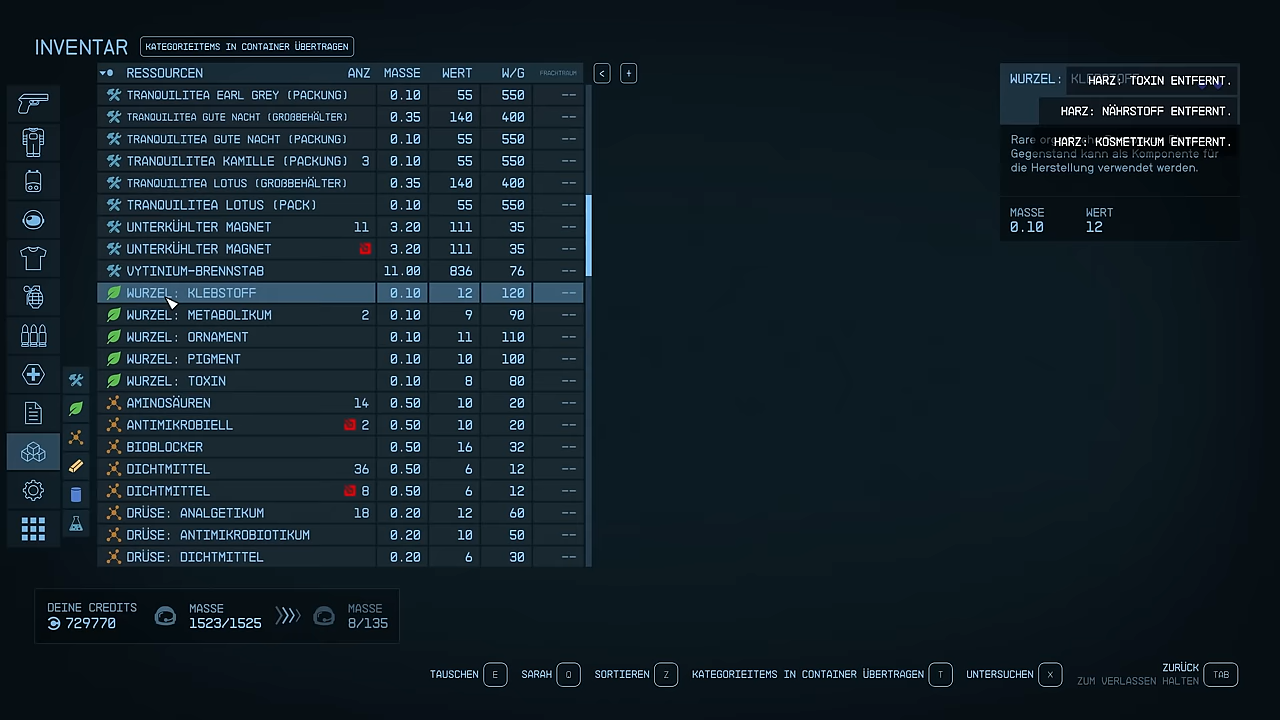 INVENTAR KATEGORIEITEMS IN CONTAINER ÜBERTRAGEN
RESSOURCEN ANZ MASSE WERT W/G FRACHTRAUM < +
TRANQUILITEA EARL GREY (PACKUNG) 0.10 55 550 --
TRANQUILITEA GUTE NACHT (GROẞBEHÄLTER) 0.35 140 400 --
TRANQUILITEA GUTE NACHT (PACKUNG) 0.10 55 550 --
TRANQUILITEA KAMILLE (PACKUNG) 3 0.10 55 550 --
TRANQUILITEA LOTUS (GROẞBEHÄLTER) 0.35 140 400 --
TRANQUILITEA LOTUS (PACK) 0.10 55 550 --
UNTERKÜHLTER MAGNET 11 3.20 111 35 --
UNTERKÜHLTER MAGNET 3.20 111 35 --
VYTINIUM-BRENNSTAB 11.00 836 76 --
WURZEL: KLEBSTOFF 0.10 12 120 --
WURZEL: METABOLIKUM 2 0.10 9 90 --
WURZEL: ORNAMENT 0.10 11 110 --
WURZEL: PIGMENT 0.10 10 100 --
WURZEL: TOXIN 0.10 8 80 --
AMINOSÄUREN 14 0.50 10 20 --
ANTIMIKROBIELL 2 0.50 10 20 --
BIOBLOCKER 0.50 16 32 --
DICHTMITTEL 36 0.50 6 12 --
DICHTMITTEL 8 0.50 6 12 --
DRÜSE: ANALGETIKUM 18 0.20 12 60 --
DRÜSE: ANTIMIKROBIOTIKUM 0.20 10 50 --
DRÜSE: DICHTMITTEL 0.20 6 30 --
WURZEL:
HARZ: TOXIN ENTFERNT.
HARZ: NÄHRSTOFF ENTFERNT.
HARZ: KOSMETIKUM ENTFERNT.
Rare
Gegenstand kann als Komponente für
die Herstellung verwendet werden.
MASSE WERT
0.10 12
DEINE CREDITS MASSE MASSE
729770 1523/1525 8/135
TAUSCHEN E SARAH Q SORTIEREN Z KATEGORIEITEMS IN CONTAINER ÜBERTRAGEN T UNTERSUCHEN X ZURÜCK
ZUM VERLASSEN HALTEN TAB